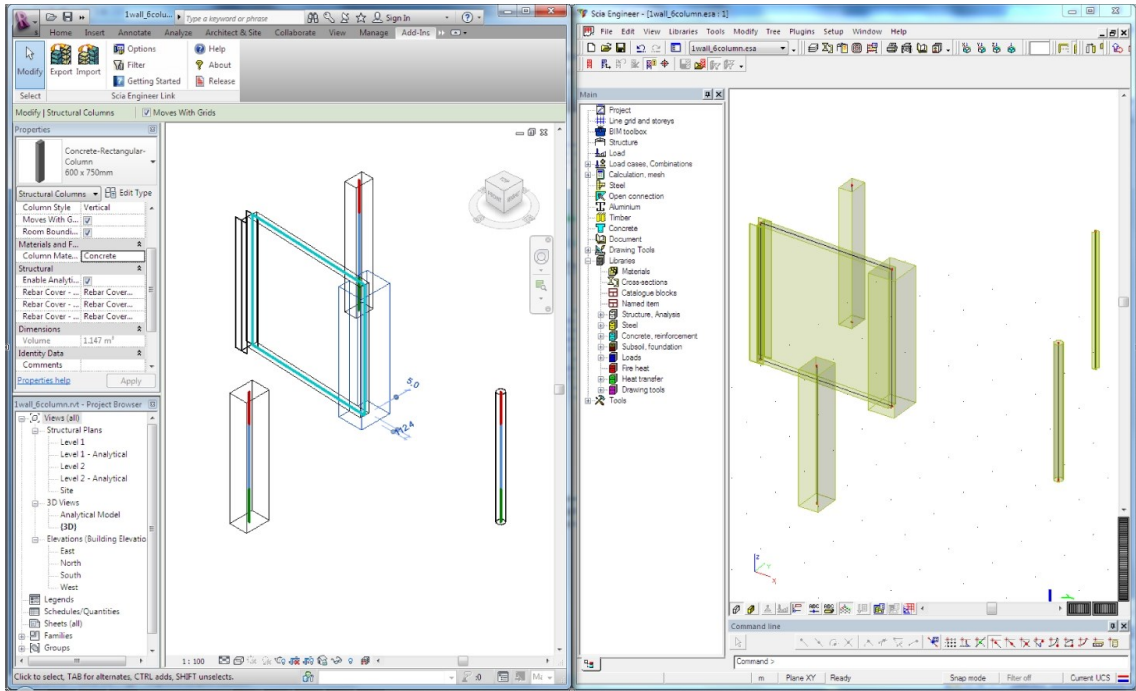 1wall_6colu...
Type a keyword or phrase
Sign In
Home Insert Annotate Analyze Architect & Site Collaborate View Manage Add-Ins
Modify
Export Import
Options
Filter
Getting Started
Help
About
Release
Select
Scia Engineer Link
Modify | Structural Columns
Moves With Grids
Properties
Concrete-Rectangular-
Column
600 x 750mm
Structural Columns
Edit Type
Column Style Vertical
Moves With G...
Room Boundi...
Materials and F...
Column Mate... Concrete
Structural
Enable Analyti...
Rebar Cover - ... Rebar Cover...
Rebar Cover - ... Rebar Cover...
Rebar Cover - ... Rebar Cover...
Dimensions
Volume 1.147 m³
Identity Data
Comments
Properties help
Apply
1wall_6column.rvt - Project Browser
Views (all)
Structural Plans
Level 1
Level 1 - Analytical
Level 2
Level 2 - Analytical
Site
3D Views
Analytical Model
{3D}
Elevations (Building Elevatio
East
North
South
West
Legends
Schedules/Quantities
Sheets (all)
Families
Groups
5.0
1 : 100
Click to select, TAB for alternates, CTRL adds, SHIFT unselects.
:0
Scia Engineer - [1wall_6column.esa : 1]
File Edit View Libraries Tools Modify Tree Plugins Setup Window Help
1wall_6column.esa
Main
Project
Line grid and storeys
BIM toolbox
Structure
Load
Load cases, Combinations
Calculation, mesh
Steel
Open connection
Aluminium
Timber
Concrete
Document
Drawing Tools
Libraries
Materials
Cross-sections
Catalogue blocks
Named item
Structure, Analysis
Steel
Concrete, reinforcement
Subsoil, foundation
Loads
Fire heat
Heat transfer
Drawing tools
Tools
Z
Y
X
Command line
Command >
m Plane XY Ready Snap mode Filter off Current UCS